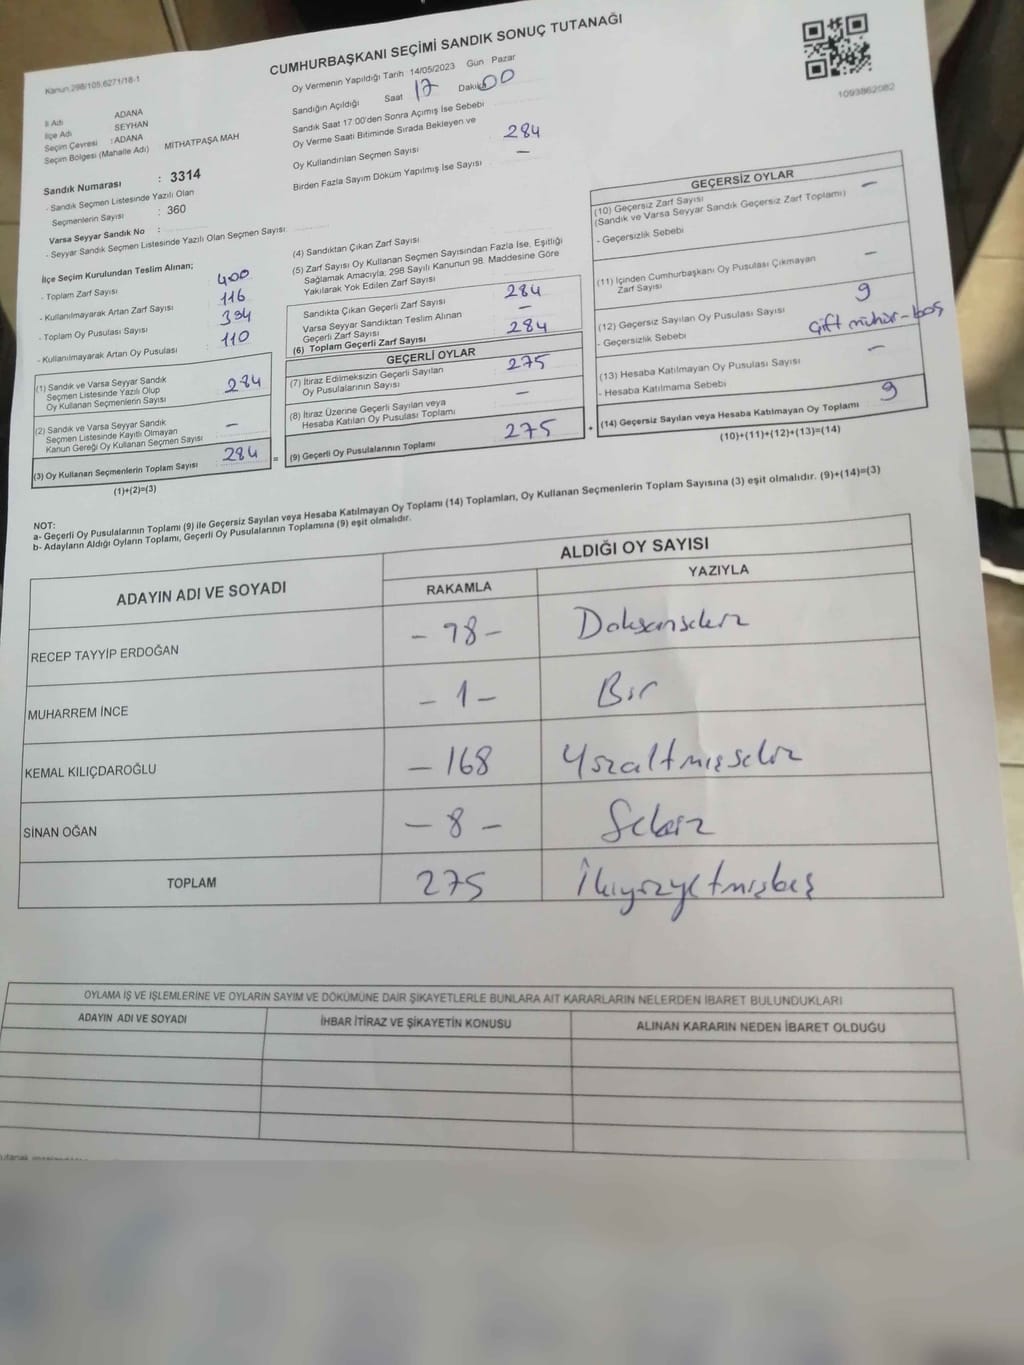 CUMHURBAŞKANI SEÇİMİ SANDIK SONUÇ TUTANAĞI
Kanun 298/105,6271/18-1
1093862082
İl Adı ADANA
İlçe Adı SEYHAN
Seçim Çevresi : ADANA
Seçim Bölgesi (Mahalle Adı) MİTHATPAŞA MAH
Sandık Numarası : 3314
- Sandık Seçmen Listesinde Yazılı Olan
Seçmenlerin Sayısı : 360
Varsa Seyyar Sandık No :
- Seyyar Sandık Seçmen Listesinde Yazılı Olan Seçmen Sayısı:
Oy Vermenin Yapıldığı Tarih 14/05/2023 Gün Pazar
Sandığın Açıldığı Saat 17 Dakika 00
Sandık Saat 17:00'den Sonra Açımış İse Sebebi
Oy Verme Saati Bitiminde Sırada Bekleyen ve
Oy Kullandırılan Seçmen Sayısı 284
Birden Fazla Sayım Döküm Yapılmış İse Sayısı —
İlçe Seçim Kurulundan Teslim Alınan;
- Toplam Zarf Sayısı 400
- Kullanılmayarak Artan Zarf Sayısı 116
- Toplam Oy Pusulası Sayısı 394
- Kullanılmayarak Artan Oy Pusulası 110
(1) Sandık ve Varsa Seyyar Sandık
Seçmen Listesinde Yazılı Olup
Oy Kullanan Seçmenlerin Sayısı 284
(2) Sandık ve Varsa Seyyar Sandık
Seçmen Listesinde Kayıtlı Olmayan
Kanun Gereği Oy Kullanan Seçmen Sayısı —
(3) Oy Kullanan Seçmenlerin Toplam Sayısı 284 =
(1)+(2)=(3)
(4) Sandıktan Çıkan Zarf Sayısı
(5) Zarf Sayısı Oy Kullanan Seçmen Sayısından Fazla İse, Eşitliği
Sağlamak Amacıyla, 298 Sayılı Kanunun 98. Maddesine Göre
Yakılarak Yok Edilen Zarf Sayısı
Sandıkta Çıkan Geçerli Zarf Sayısı 284
Varsa Seyyar Sandıktan Teslim Alınan
Geçerli Zarf Sayısı —
(6) Toplam Geçerli Zarf Sayısı 284
GEÇERLİ OYLAR
(7) İtiraz Edilmeksizin Geçerli Sayılan
Oy Pusulalarının Sayısı 275
(8) İtiraz Üzerine Geçerli Sayılan veya
Hesaba Katılan Oy Pusulası Toplamı —
(9) Geçerli Oy Pusulalarının Toplamı 275 +
GEÇERSİZ OYLAR
(10) Geçersiz Zarf Sayısı —
(Sandık ve Varsa Seyyar Sandık Geçersiz Zarf Toplamı)
- Geçersizlik Sebebi
(11) İçinden Cumhurbaşkanı Oy Pusulası Çıkmayan
Zarf Sayısı —
(12) Geçersiz Sayılan Oy Pusulası Sayısı 9
- Geçersizlik Sebebi Çift mühür-boş
(13) Hesaba Katılmayan Oy Pusulası Sayısı —
- Hesaba Katılmama Sebebi
(14) Geçersiz Sayılan veya Hesaba Katılmayan Oy Toplamı 9
(10)+(11)+(12)+(13)=(14)
NOT:
a- Geçerli Oy Pusulalarının Toplamı (9) ile Geçersiz Sayılan veya Hesaba Katılmayan Oy Toplamı (14) Toplamları, Oy Kullanan Seçmenlerin Toplam Sayısına (3) eşit olmalıdır. (9)+(14)=(3)
b- Adayların Aldığı Oyların Toplamı, Geçerli Oy Pusulalarının Toplamına (9) eşit olmalıdır.
ADAYIN ADI VE SOYADI ALDIĞI OY SAYISI
RAKAMLA YAZIYLA
RECEP TAYYİP ERDOĞAN -98- Doksansekiz
MUHARREM İNCE -1- Bir
KEMAL KILIÇDAROĞLU -168 Yüzaltmışsekiz
SİNAN OĞAN -8- Sekiz
TOPLAM 275 İkiyüzyetmişbeş
OYLAMA İŞ VE İŞLEMLERİNE VE OYLARIN SAYIM VE DÖKÜMÜNE DAİR ŞİKAYETLERLE BUNLARA AİT KARARLARIN NELERDEN İBARET BULUNDUKLARI
ADAYIN ADI VE SOYADI İHBAR İTİRAZ VE ŞİKAYETİN KONUSU ALINAN KARARIN NEDEN İBARET OLDUĞU